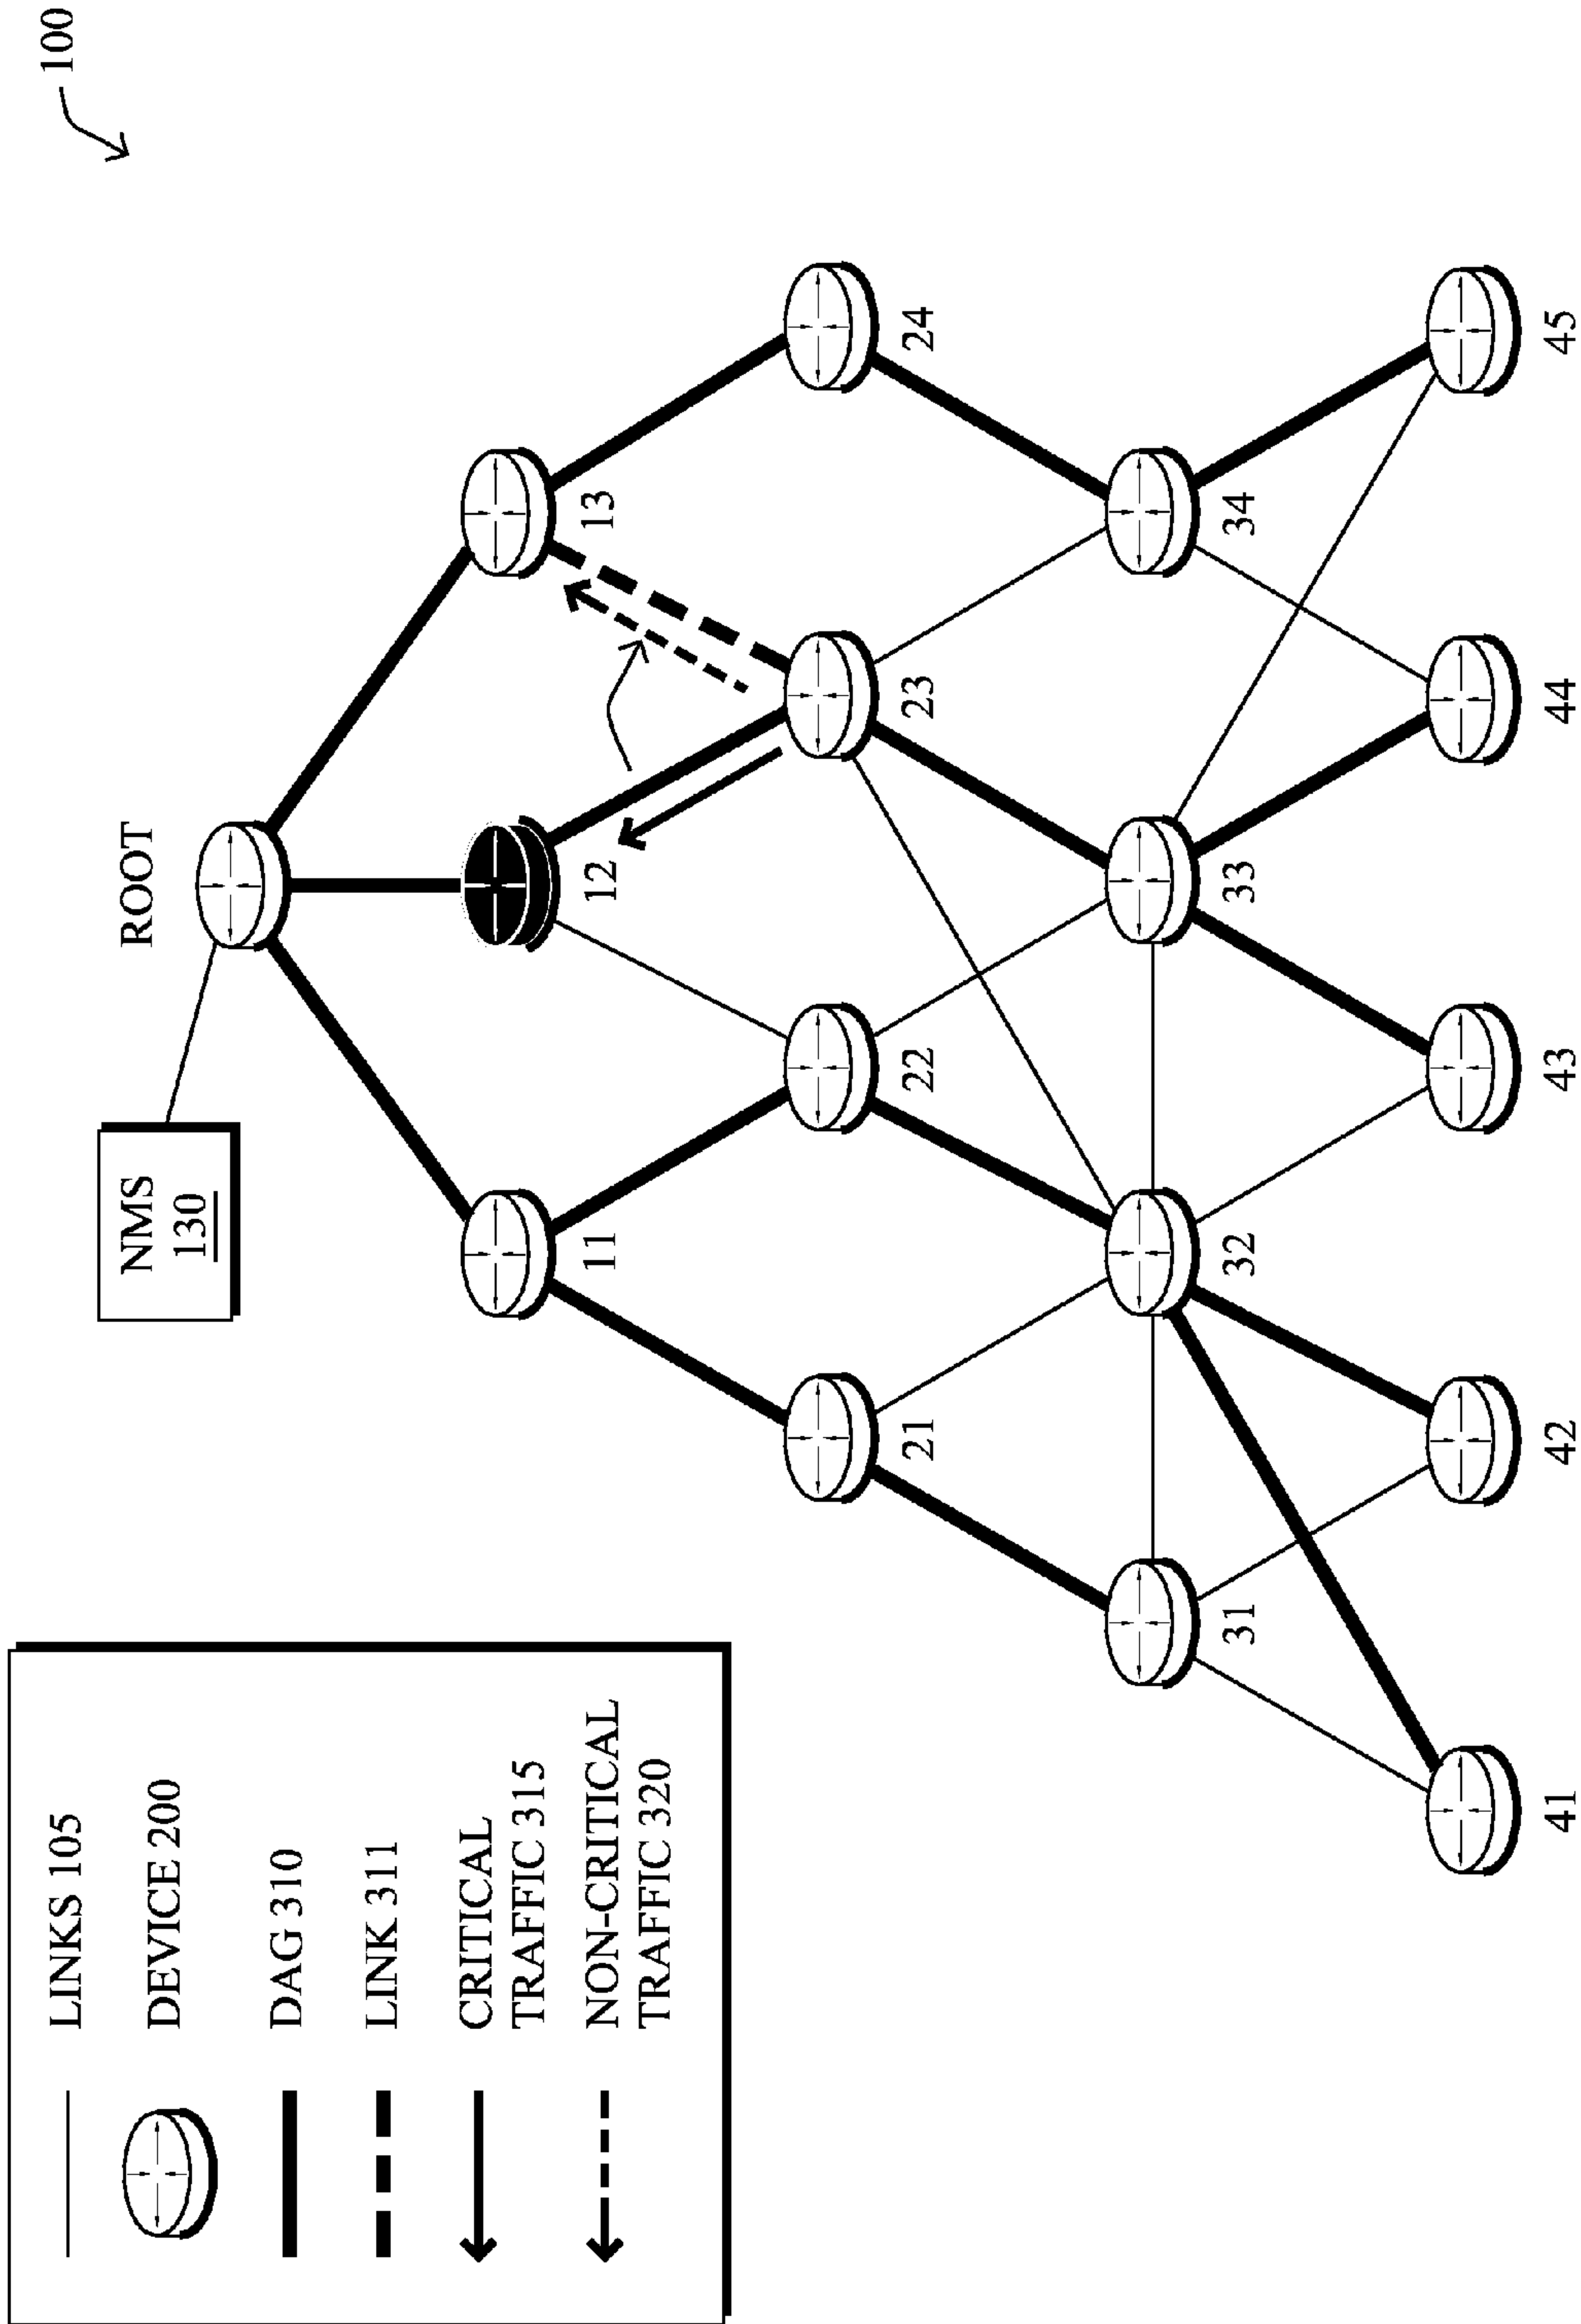 100
NMS
130
ROOT
11
12
13
21
22
23
24
31
32
33
34
41
42
43
44
45
LINKS 105
DEVICE 200
DAG 310
LINK 311
CRITICAL
TRAFFIC 315
NON-CRITICAL
TRAFFIC 320